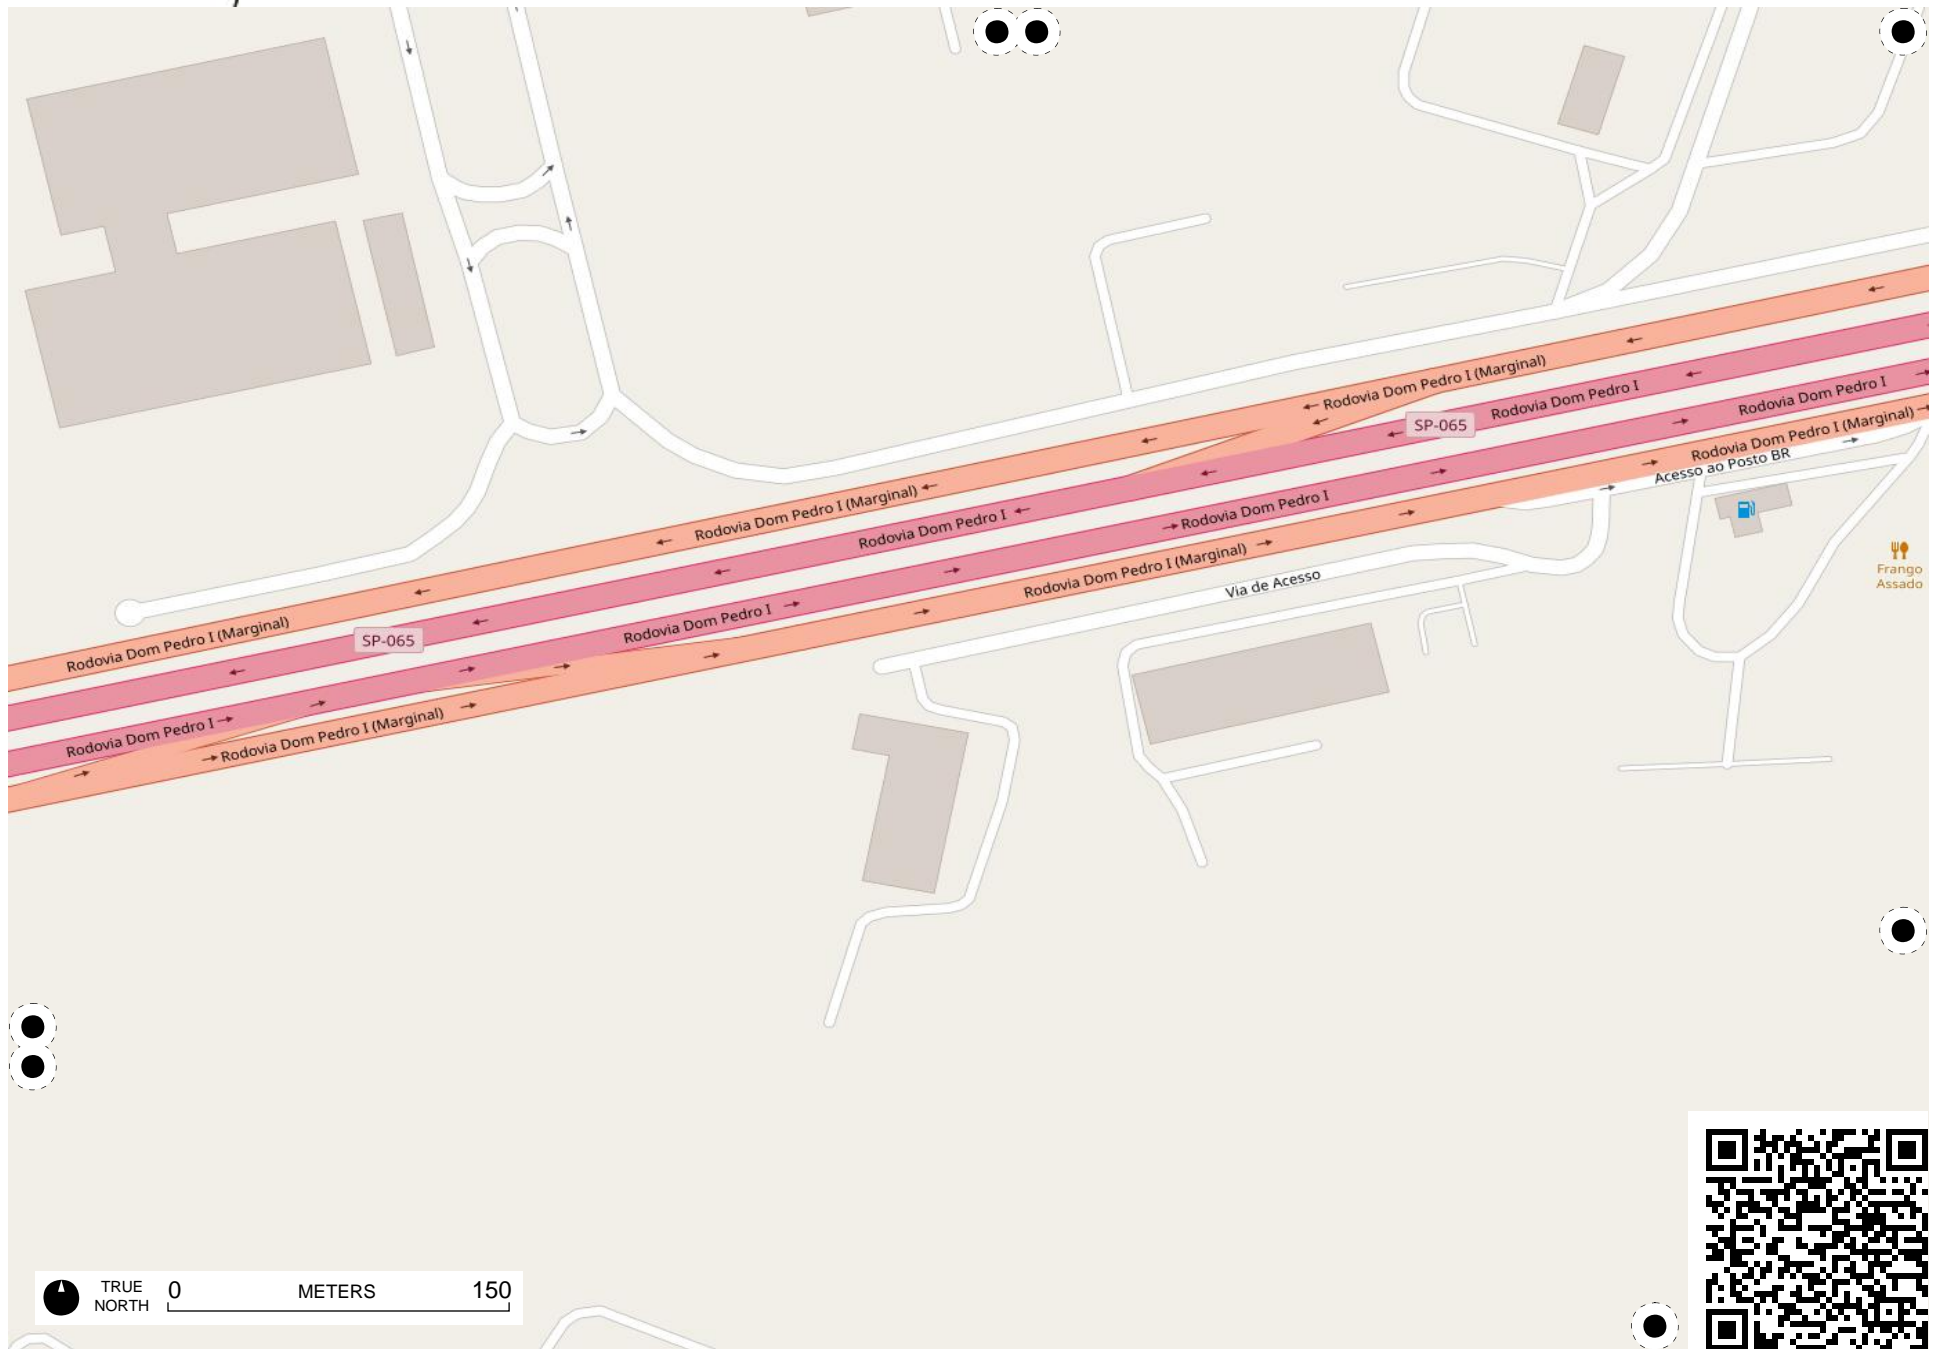 Rodovia Dom Pedro I (Marginal)
SP-065
Rodovia Dom Pedro I
Rodovia Dom Pedro I
Rodovia Dom Pedro I (Marginal)
Acesso ao Posto BR
Rodovia Dom Pedro I (Marginal)
Rodovia Dom Pedro I
Rodovia Dom Pedro I
Rodovia Dom Pedro I (Marginal)
Via de Acesso
Frango
Assado
Rodovia Dom Pedro I (Marginal)
SP-065
Rodovia Dom Pedro I
Rodovia Dom Pedro I
Rodovia Dom Pedro I (Marginal)
TRUE
NORTH
0 METERS 150